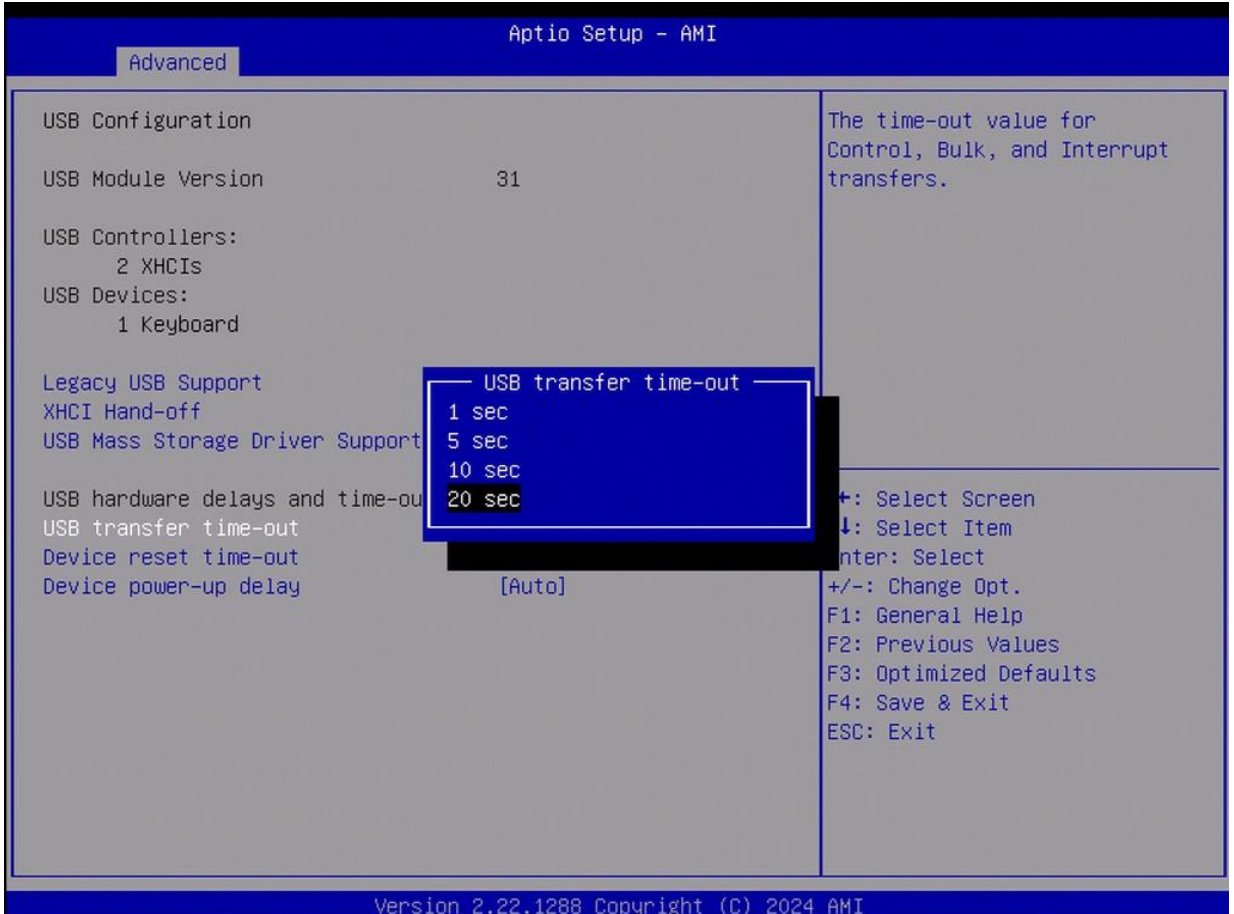 Aptio Setup – AMI
Advanced
USB Configuration
USB Module Version 31
USB Controllers:
2 XHCIs
USB Devices:
1 Keyboard
Legacy USB Support
XHCI Hand-off
USB Mass Storage Driver Support
USB hardware delays and time-ou
USB transfer time-out
Device reset time-out
Device power-up delay [Auto]
USB transfer time-out
1 sec
5 sec
10 sec
20 sec
The time-out value for
Control, Bulk, and Interrupt
transfers.
←: Select Screen
↓: Select Item
nter: Select
+/-: Change Opt.
F1: General Help
F2: Previous Values
F3: Optimized Defaults
F4: Save & Exit
ESC: Exit
Version 2.22.1288 Copyright (C) 2024 AMI